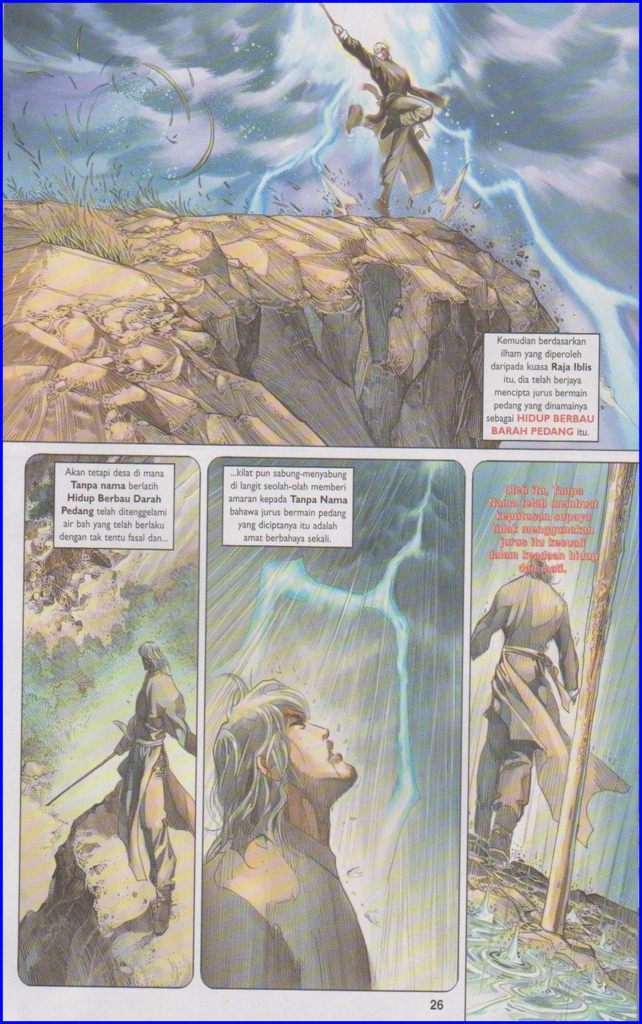 Kemudian berdasarkan
ilham yang diperoleh
daripada kuasa Raja Iblis
itu, dia telah berjaya
mencipta jurus bermain
pedang yang dinamainya
sebagai HIDUP BERBAU
BARAH PEDANG itu.
Akan tetapi desa di mana
Tanpa nama berlatih
Hidup Berbau Darah
Pedang telah ditenggelami
air bah yang telah berlaku
dengan tak tentu fasal dan...
...kilat pun sabung-menyabung
di langit seolah-olah memberi
amaran kepada Tanpa Nama
bahawa jurus bermain pedang
yang diciptanya itu adalah
amat berbahaya sekali.
Oleh itu, Tanpa
Nama telah membuat
keputusan supaya
tidak menggunakan
jurus itu kecuali
dalam keadaan hidup
dan mati.
26